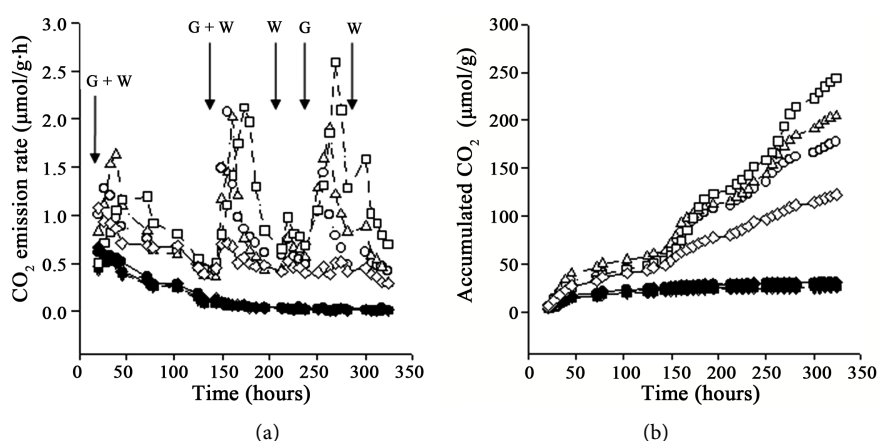 3.0
2.5
2.0
1.5
1.0
0.5
0.0
CO₂ emission rate (μmol/g·h)
G + W
G + W
W
G
W
0
50
100
150
200
250
300
350
Time (hours)
(a)
300
250
200
150
100
50
0
Accumulated CO₂ (μmol/g)
0
50
100
150
200
250
300
350
Time (hours)
(b)